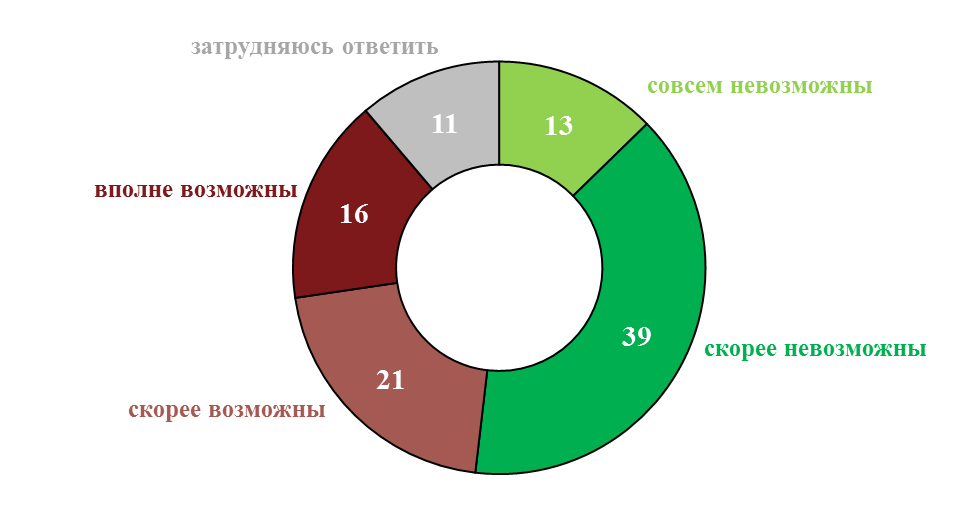 затрудняюсь ответить
совсем невозможны
11
13
вполне возможны
16
39
скорее невозможны
21
скорее возможны